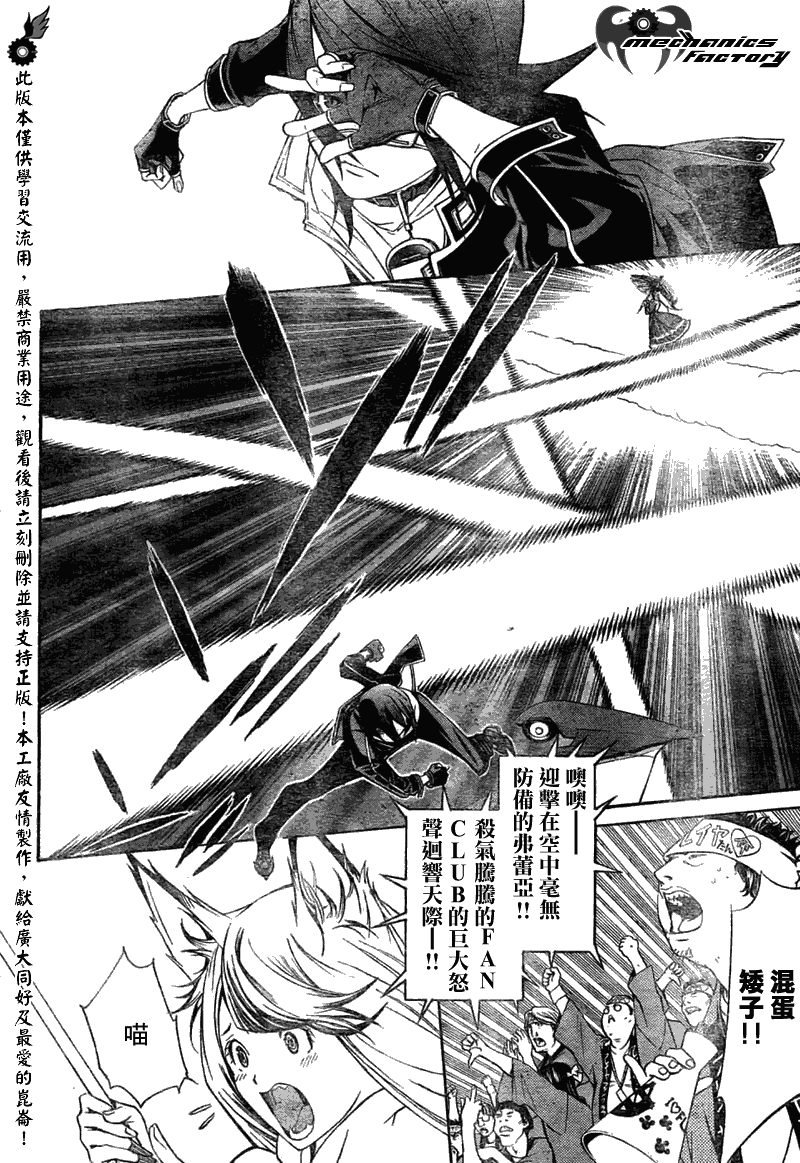 mechanics
Factory
此版本僅供學習交流用，嚴禁商業用途，觀看後請立刻刪除並請支持正版！本工廠友情製作，獻給廣大同好及最愛的崑崙！
噢噢——
迎擊在空中毫無
防備的弗蕾亞!!
殺氣騰騰的FAN
CLUB的巨大怒
聲迴響天際—!!
混蛋
矮子!!
喵